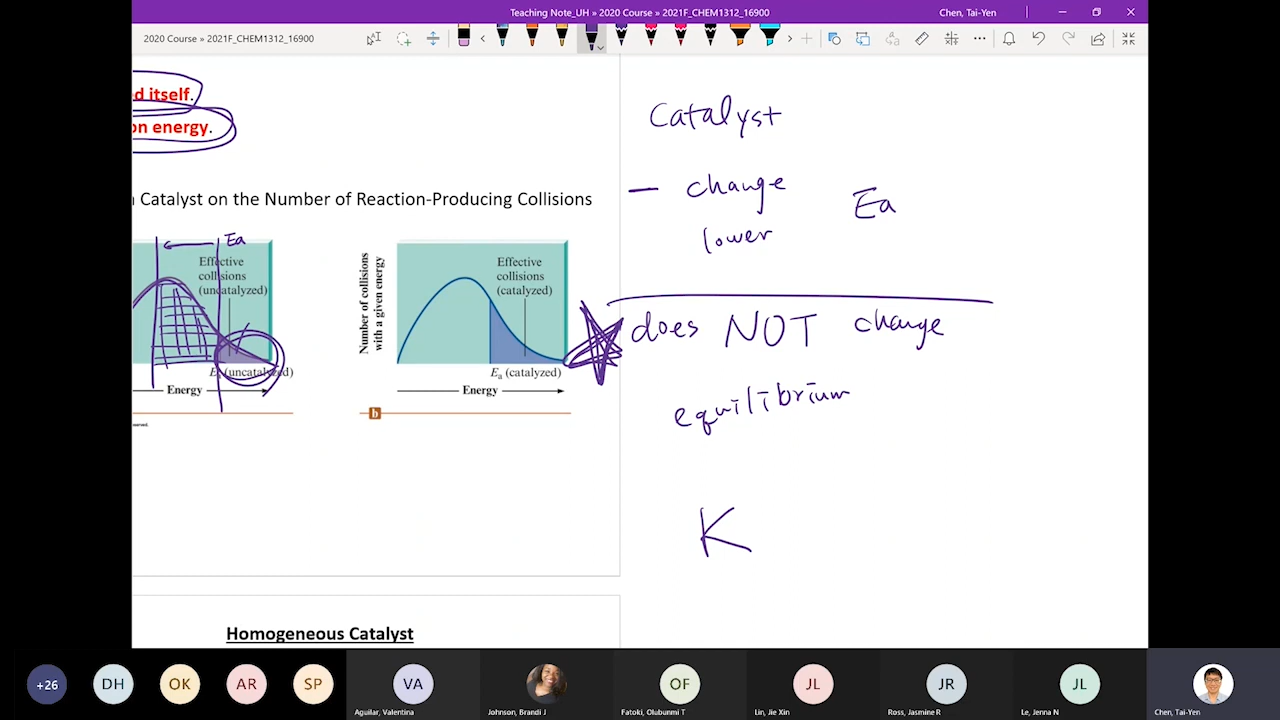 Teaching Note_UH » 2020 Course » 2021F_CHEM1312_16900
Chen, Tai-Yen
2020 Course » 2021F_CHEM1312_16900
d itself.
on energy.
Catalyst on the Number of Reaction-Producing Collisions
Ea
Effective
collisions
(uncatalyzed)
(uncatalyzed)
Energy
Number of collisions
with a given energy
Effective
collisions
(catalyzed)
Ea (catalyzed)
Energy
b
Catalyst
— change Ea
lower
does NOT change
equilibrium
K
Homogeneous Catalyst
+26
DH
OK
AR
SP
VA
OF
JL
JR
JL
Aguilar, Valentina
Johnson, Brandi J
Fatoki, Olubunmi T
Lin, Jie Xin
Ross, Jasmine R
Le, Jenna N
Chen, Tai-Yen